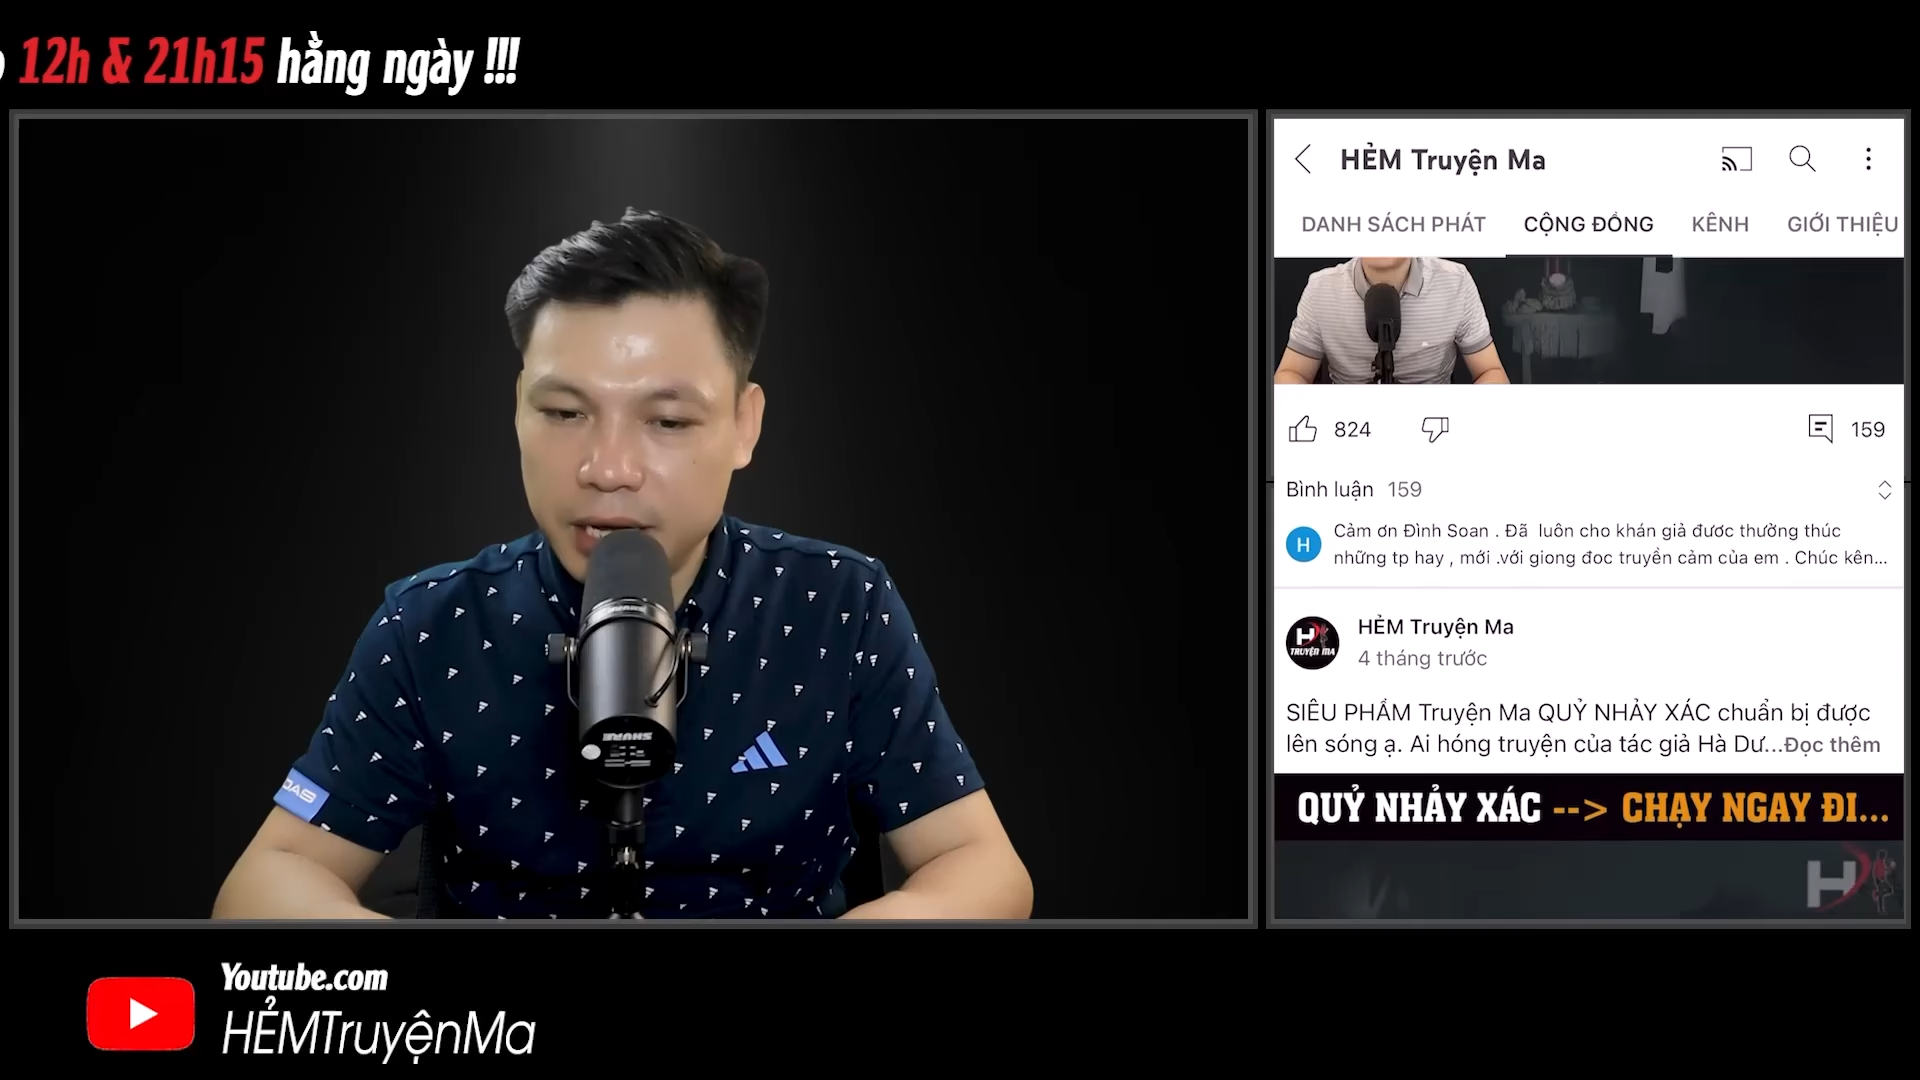 12h & 21h15 hằng ngày !!!
HẺM Truyện Ma
DANH SÁCH PHÁT CỘNG ĐỒNG KÊNH GIỚI THIỆU
824 159
Bình luận 159
H
Cảm ơn Đình Soan . Đã luôn cho khán giả đươc thưởng thúc
những tp hay , mới .với giong đoc truyền cảm của em . Chúc kên...
H
TRUYỆN MA
HẺM Truyện Ma
4 tháng trước
SIÊU PHẨM Truyện Ma QUỶ NHẢY XÁC chuẩn bị được
lên sóng ạ. Ai hóng truyện của tác giả Hà Dư...Đọc thêm
QUỶ NHẢY XÁC --> CHẠY NGAY ĐI...
H
SHURE
Youtube.com
HẺMTruyệnMa